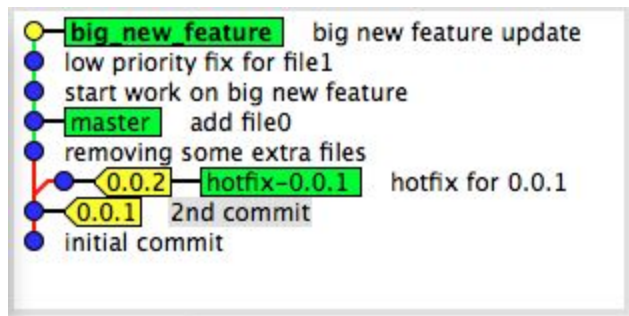 big_new_feature big new feature update
low priority fix for file1
start work on big new feature
master add file0
removing some extra files
0.0.2 hotfix-0.0.1 hotfix for 0.0.1
0.0.1 2nd commit
initial commit